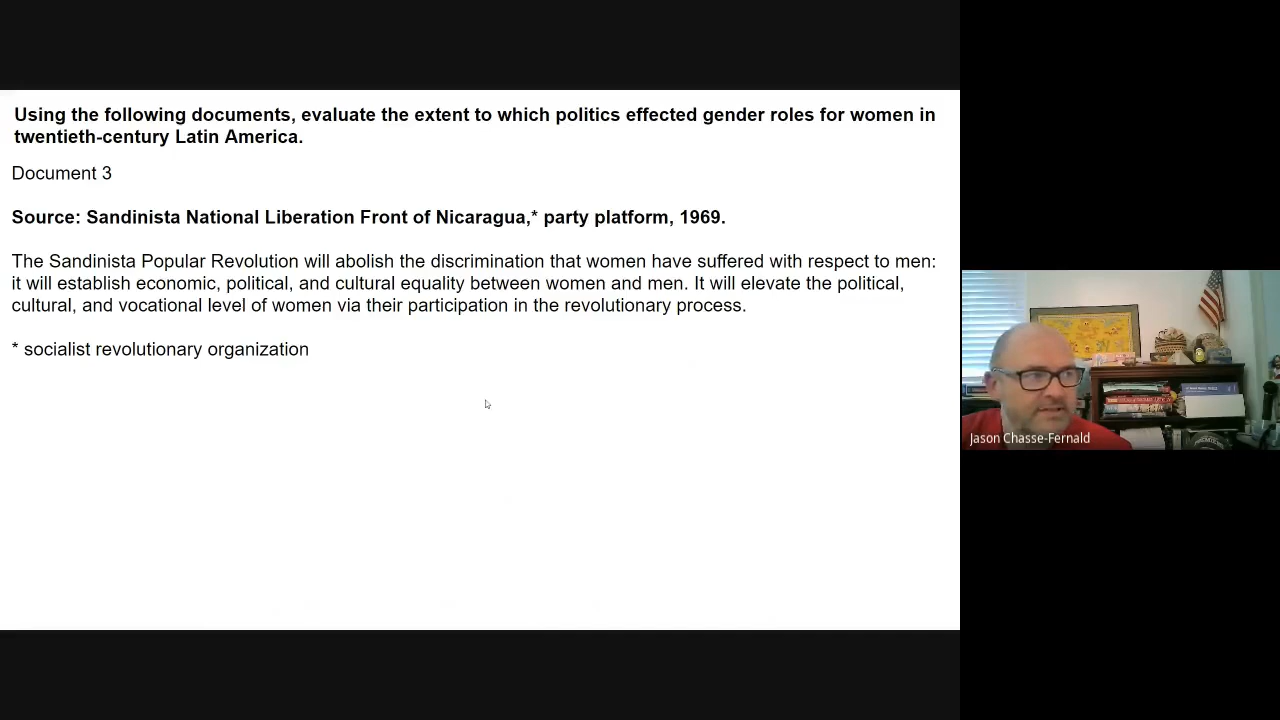 Using the following documents, evaluate the extent to which politics effected gender roles for women in
twentieth-century Latin America.
Document 3
Source: Sandinista National Liberation Front of Nicaragua,* party platform, 1969.
The Sandinista Popular Revolution will abolish the discrimination that women have suffered with respect to men:
it will establish economic, political, and cultural equality between women and men. It will elevate the political,
cultural, and vocational level of women via their participation in the revolutionary process.
* socialist revolutionary organization
Jason Chasse-Fernald